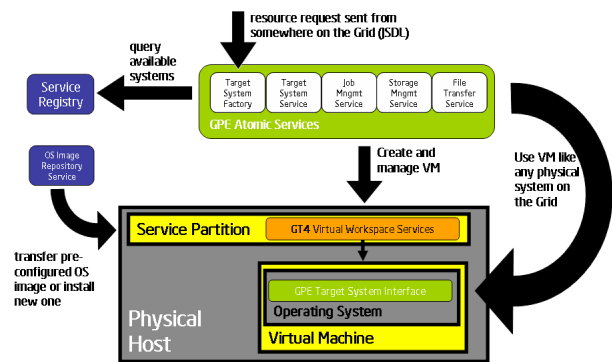 resource request sent from
somewhere on the Grid (JSDL)
query
available
systems
Service
Registry
Target
System
Factory
Target
System
Service
Job
Mngmt
Service
Storage
Mngmt
Service
File
Transfer
Service
GPE Atomic Services
OS Image
Repository
Service
Create and
manage VM
Use VM like
any physical
system on
the Grid
Service Partition
GT4 Virtual Workspace Services
transfer pre-
configured OS
image or install
new one
GPE Target System Interface
Operating System
Physical
Host
Virtual Machine